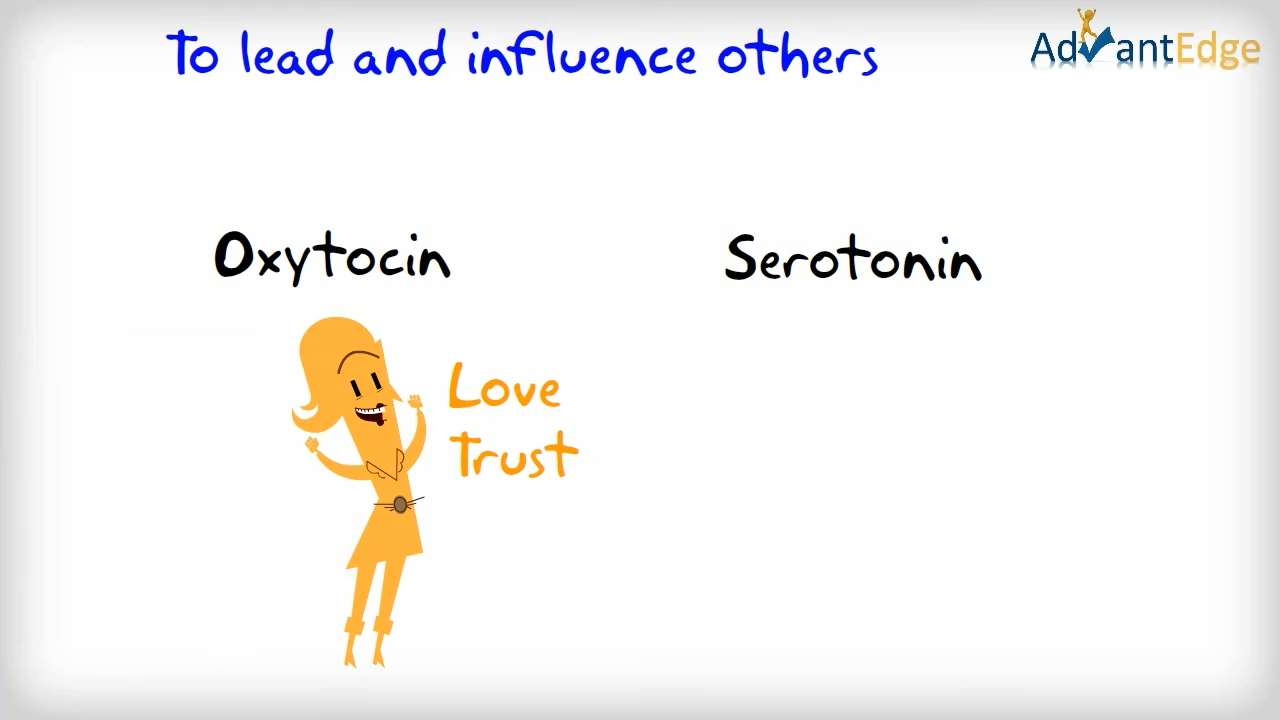 To lead and influence others
AdvantEdge
Oxytocin
Serotonin
Love
Trust